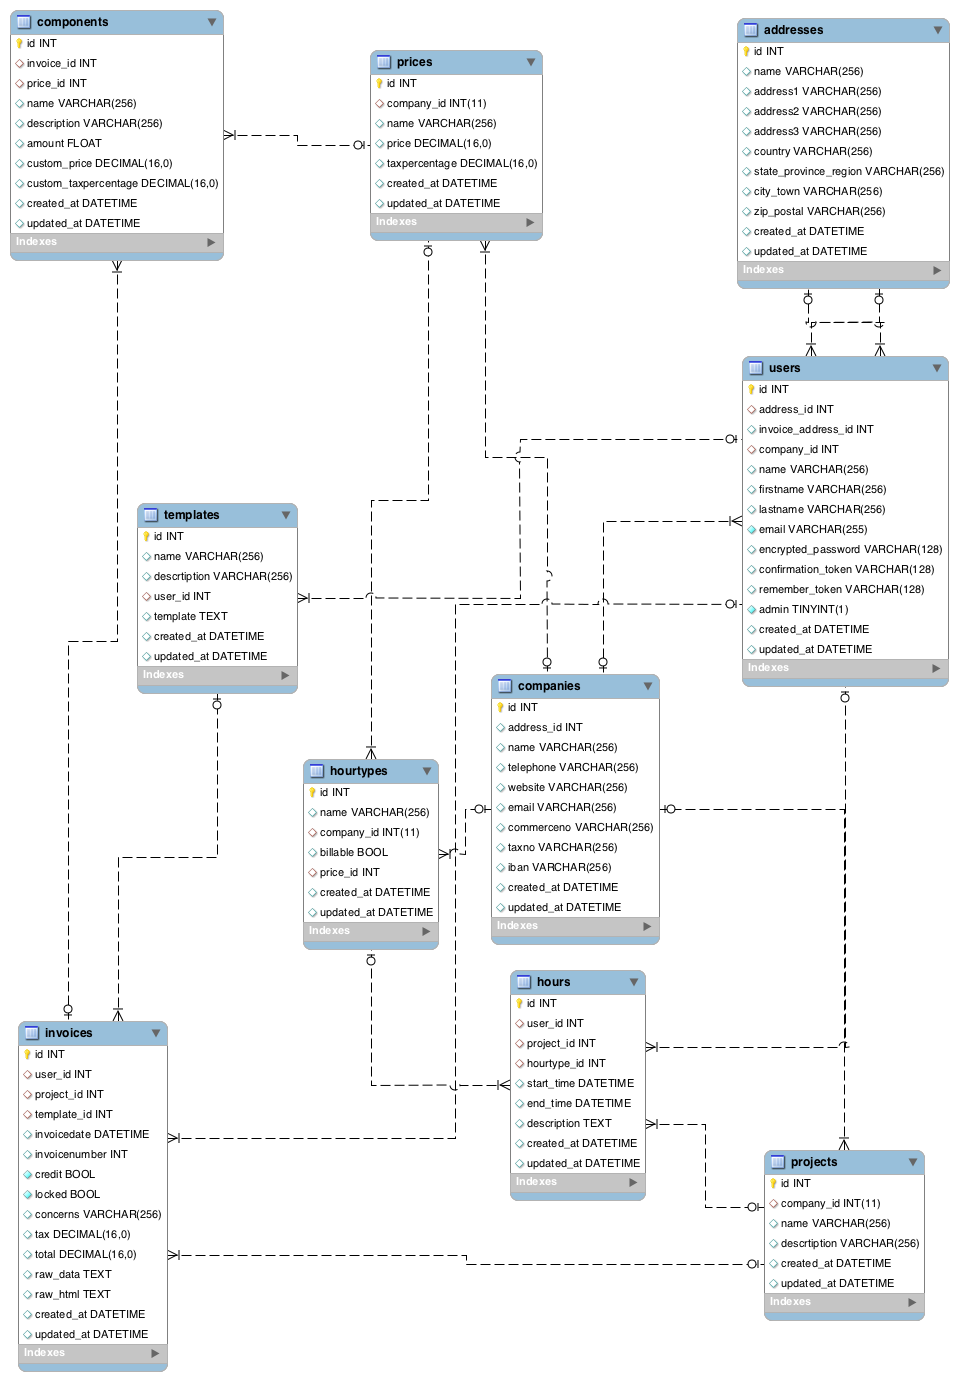 components
id INT
invoice_id INT
price_id INT
name VARCHAR(256)
description VARCHAR(256)
amount FLOAT
custom_price DECIMAL(16,0)
custom_taxpercentage DECIMAL(16,0)
created_at DATETIME
updated_at DATETIME
Indexes
prices
id INT
company_id INT(11)
name VARCHAR(256)
price DECIMAL(16,0)
taxpercentage DECIMAL(16,0)
created_at DATETIME
updated_at DATETIME
Indexes
addresses
id INT
name VARCHAR(256)
address1 VARCHAR(256)
address2 VARCHAR(256)
address3 VARCHAR(256)
country VARCHAR(256)
state_province_region VARCHAR(256)
city_town VARCHAR(256)
zip_postal VARCHAR(256)
created_at DATETIME
updated_at DATETIME
Indexes
users
id INT
address_id INT
invoice_address_id INT
company_id INT
name VARCHAR(256)
firstname VARCHAR(256)
lastname VARCHAR(256)
email VARCHAR(255)
encrypted_password VARCHAR(128)
confirmation_token VARCHAR(128)
remember_token VARCHAR(128)
admin TINYINT(1)
created_at DATETIME
updated_at DATETIME
Indexes
templates
id INT
name VARCHAR(256)
descrtiption VARCHAR(256)
user_id INT
template TEXT
created_at DATETIME
updated_at DATETIME
Indexes
companies
id INT
address_id INT
name VARCHAR(256)
telephone VARCHAR(256)
website VARCHAR(256)
email VARCHAR(256)
commerceno VARCHAR(256)
taxno VARCHAR(256)
iban VARCHAR(256)
created_at DATETIME
updated_at DATETIME
Indexes
hourtypes
id INT
name VARCHAR(256)
company_id INT(11)
billable BOOL
price_id INT
created_at DATETIME
updated_at DATETIME
Indexes
hours
id INT
user_id INT
project_id INT
hourtype_id INT
start_time DATETIME
end_time DATETIME
description TEXT
created_at DATETIME
updated_at DATETIME
Indexes
invoices
id INT
user_id INT
project_id INT
template_id INT
invoicedate DATETIME
invoicenumber INT
credit BOOL
locked BOOL
concerns VARCHAR(256)
tax DECIMAL(16,0)
total DECIMAL(16,0)
raw_data TEXT
raw_html TEXT
created_at DATETIME
updated_at DATETIME
Indexes
projects
id INT
company_id INT(11)
name VARCHAR(256)
descrtiption VARCHAR(256)
created_at DATETIME
updated_at DATETIME
Indexes